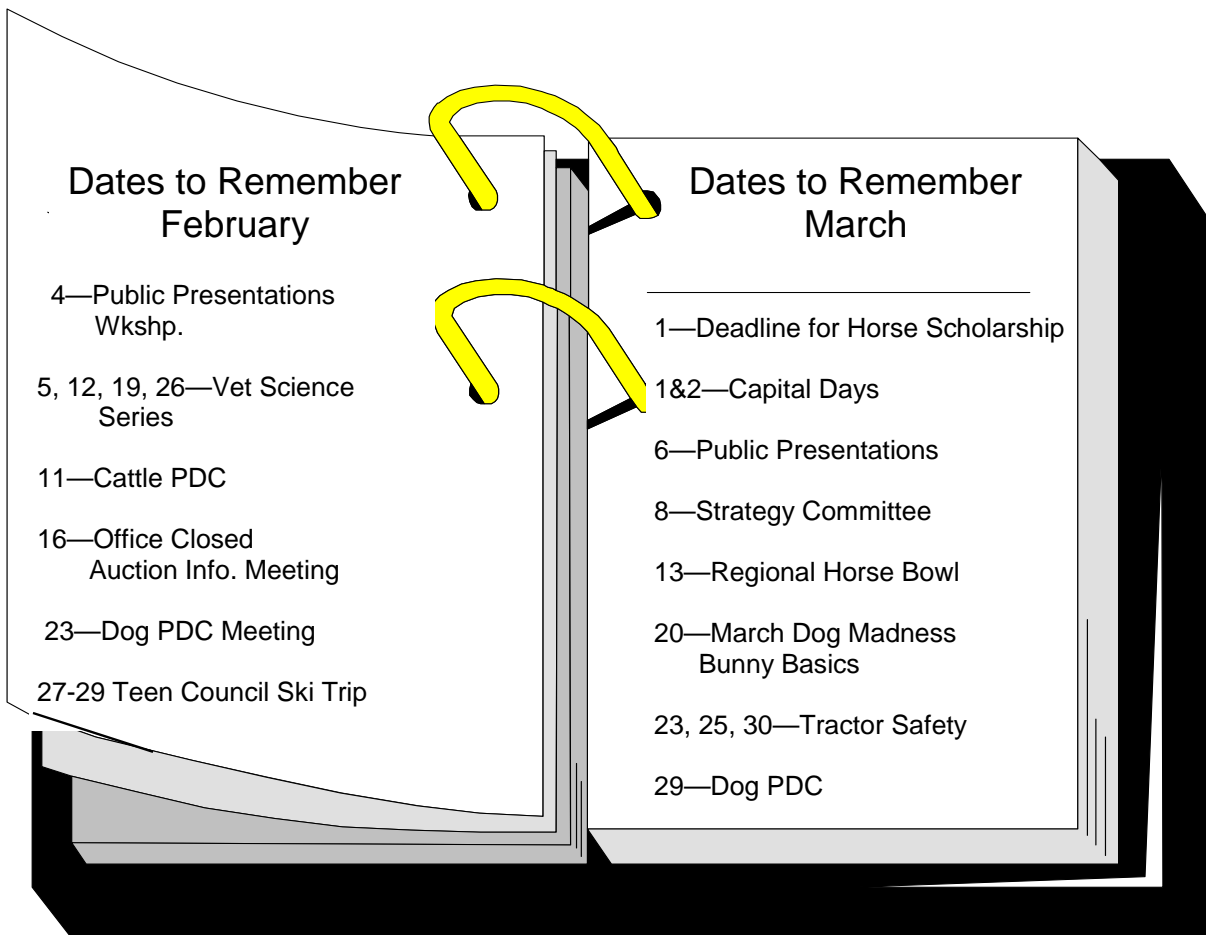 Dates to Remember
February
4—Public Presentations
Wkshp.
5, 12, 19, 26—Vet Science
Series
11—Cattle PDC
16—Office Closed
Auction Info. Meeting
23—Dog PDC Meeting
27-29 Teen Council Ski Trip
Dates to Remember
March
1—Deadline for Horse Scholarship
1&2—Capital Days
6—Public Presentations
8—Strategy Committee
13—Regional Horse Bowl
20—March Dog Madness
Bunny Basics
23, 25, 30—Tractor Safety
29—Dog PDC